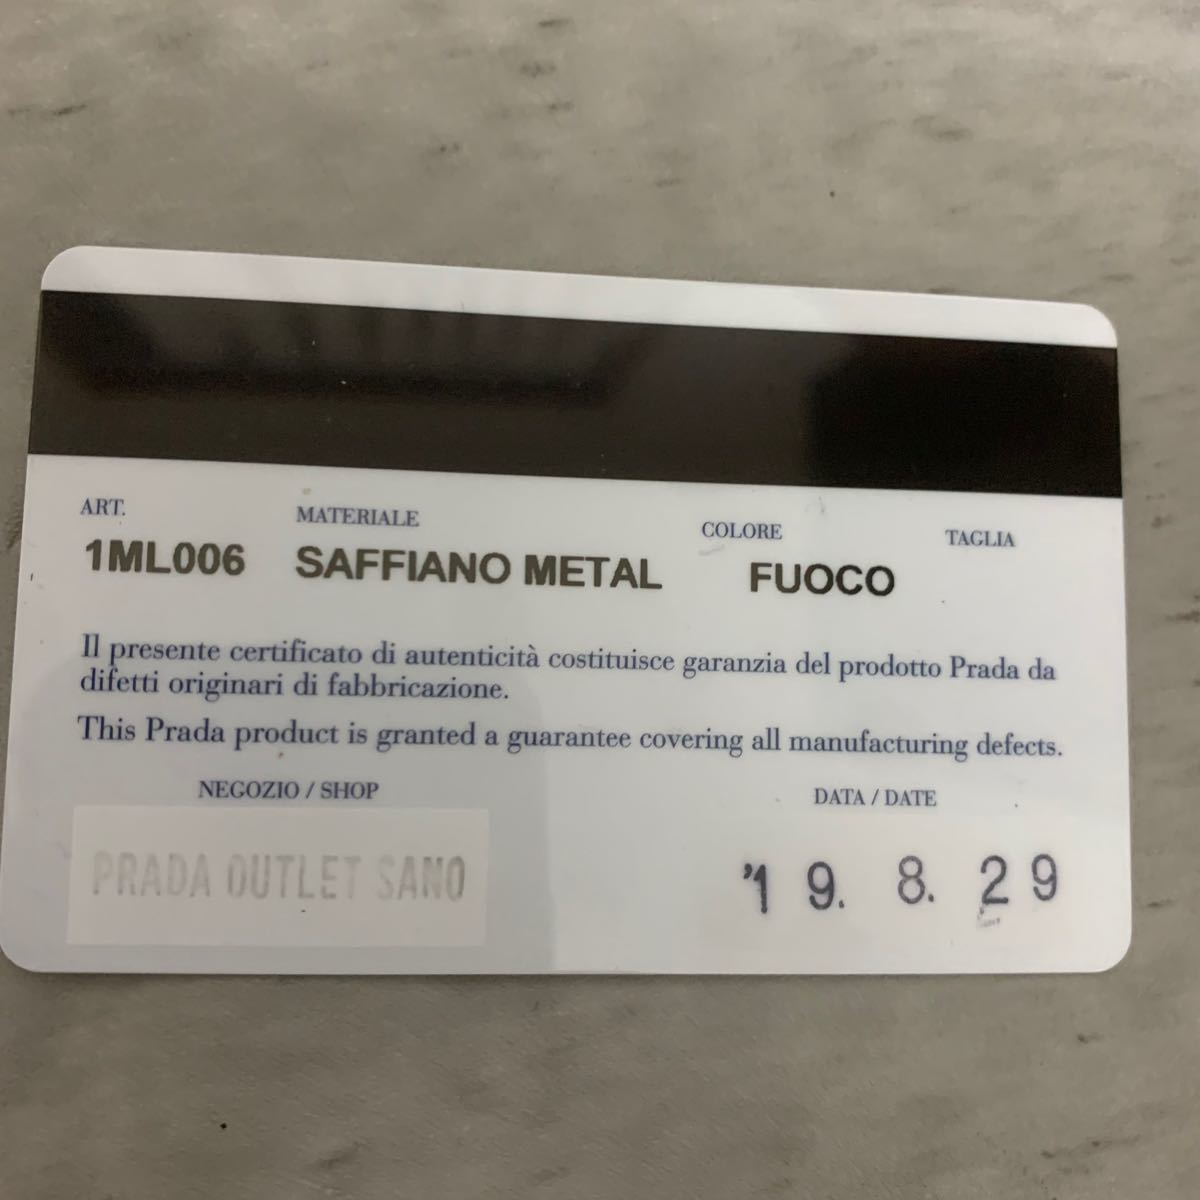 ART. MATERIALE COLORE TAGLIA
1ML006 SAFFIANO METAL FUOCO
Il presente certificato di autenticità costituisce garanzia del prodotto Prada da
difetti originari di fabbricazione.
This Prada product is granted a guarantee covering all manufacturing defects.
NEGOZIO / SHOP DATA / DATE
PRADA OUTLET SANO '19. 8. 29